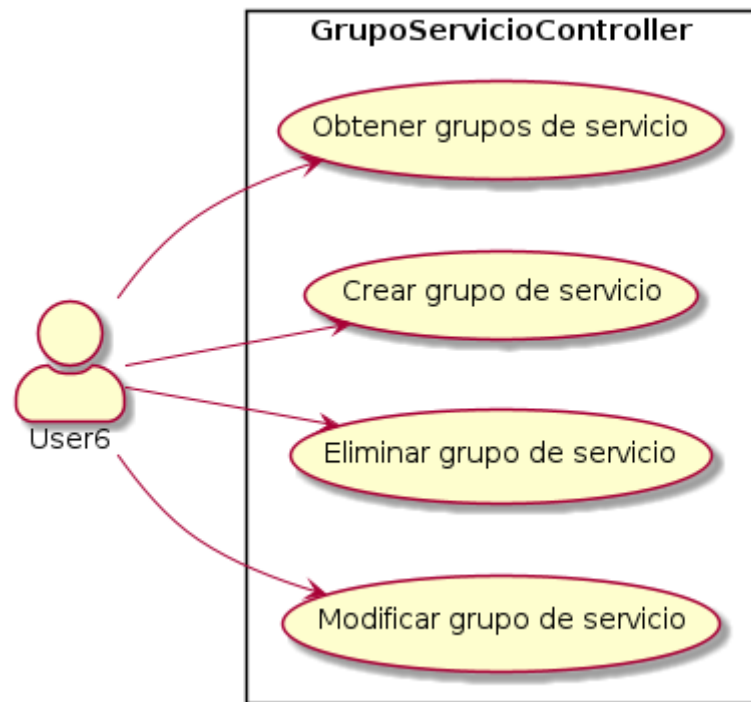 GrupoServicioController
Obtener grupos de servicio
Crear grupo de servicio
User6
Eliminar grupo de servicio
Modificar grupo de servicio